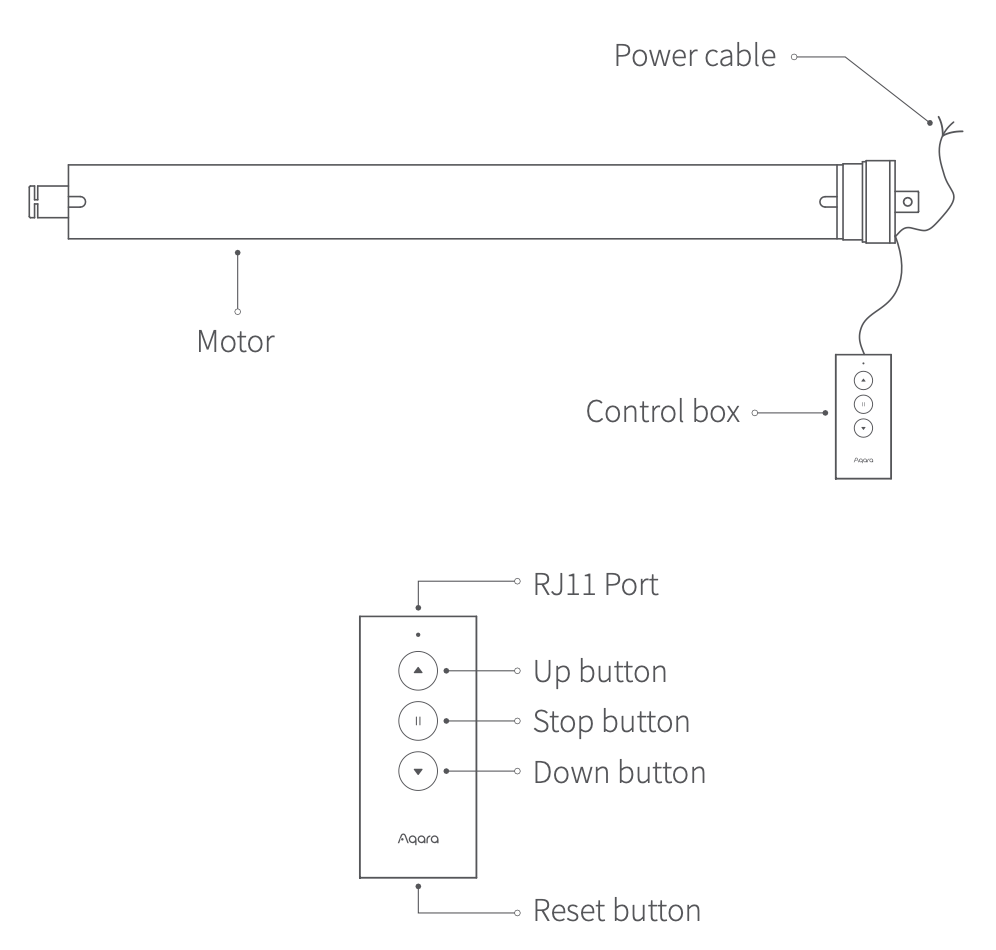 Power cable
Motor
Control box
Aqara
RJ11 Port
Up button
Stop button
Down button
Aqara
Reset button